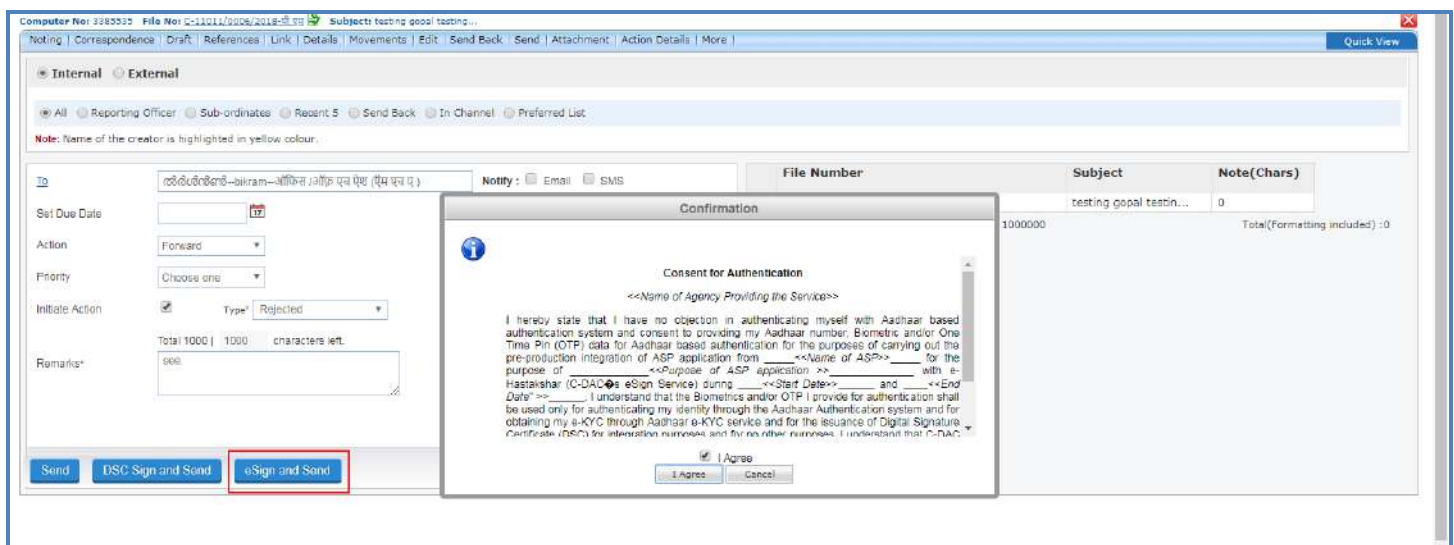 Computer No: 3385535 File No: C-11011/0006/2018-पी एस Subject: testing gopal testing...
Noting | Correspondence | Draft | References | Link | Details | Movements | Edit | Send Back | Send | Attachment | Action Details | More |
Quick View
Internal External
All Reporting Officer Sub-ordinates Recent 5 Send Back In Channel Preferred List
Note: Name of the creator is highlighted in yellow colour.
To
--bikram--
Notify : Email SMS
Set Due Date
17
Action Forward
Priority Choose one
Initiate Action Type* Rejected
Total 1000 | 1000 characters left.
Remarks*
File Number Subject Note(Chars)
testing gopal testin... 0
1000000 Total(Formatting included) :0
Confirmation
Consent for Authentication
<<Name of Agency Providing the Service>>
I hereby state that I have no objection in authenticating myself with Aadhaar based
authentication system and consent to providing my Aadhaar number, Biometric and/or One
Time Pin (OTP) data for Aadhaar based authentication for the purposes of carrying out the
pre-production integration of ASP application from _____<<Name of ASP>>_____ for the
purpose of ______________<<Purpose of ASP application >>______________ with e-
Hastakshar (C-DAC�s eSign Service) during ____<<Start Date>>______ and ____<<End
Date" >>______. I understand that the Biometrics and/or OTP I provide for authentication shall
be used only for authenticating my identity through the Aadhaar Authentication system and for
obtaining my e-KYC through Aadhaar e-KYC service and for the issuance of Digital Signature
Certificate (DSC) for integration purposes and for no other purposes. I understand that C-DAC
I Agree
I Agree Cancel
Send DSC Sign and Send eSign and Send